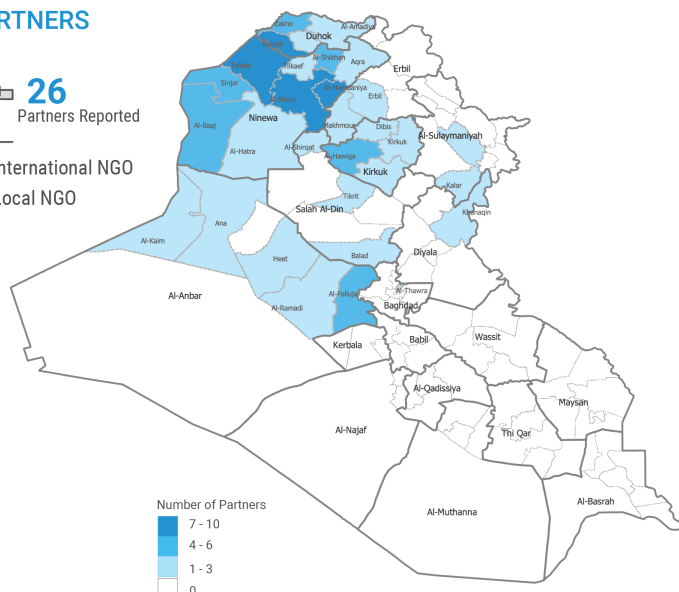 RTNERS
26
Partners Reported
nternational NGO
ocal NGO
Zakho
Al-Amadiya
Duhok
Al-Shikhan
Aqra
Erbil
Telafar
Tilkaef
Sinjar
Al-Mosul
Al-Hamdaniya
Erbil
Ninewa
Al-Baaj
Makhmour
Dibis
Al-Sulaymaniyah
Kirkuk
Al-Hatra
Al-Shirqat
Al-Hawiga
Kirkuk
Kalar
Tikrit
Salah Al-Din
Khanaqin
Ana
Al-Kaim
Heet
Balad
Diyala
Al-Anbar
Al-Falluja
Al-Thawra
Al-Ramadi
Baghdad
Kerbala
Babil
Wassit
Al-Qadissiya
Maysan
Al-Najaf
Thi Qar
Al-Basrah
Al-Muthanna
Number of Partners
7 - 10
4 - 6
1 - 3
0